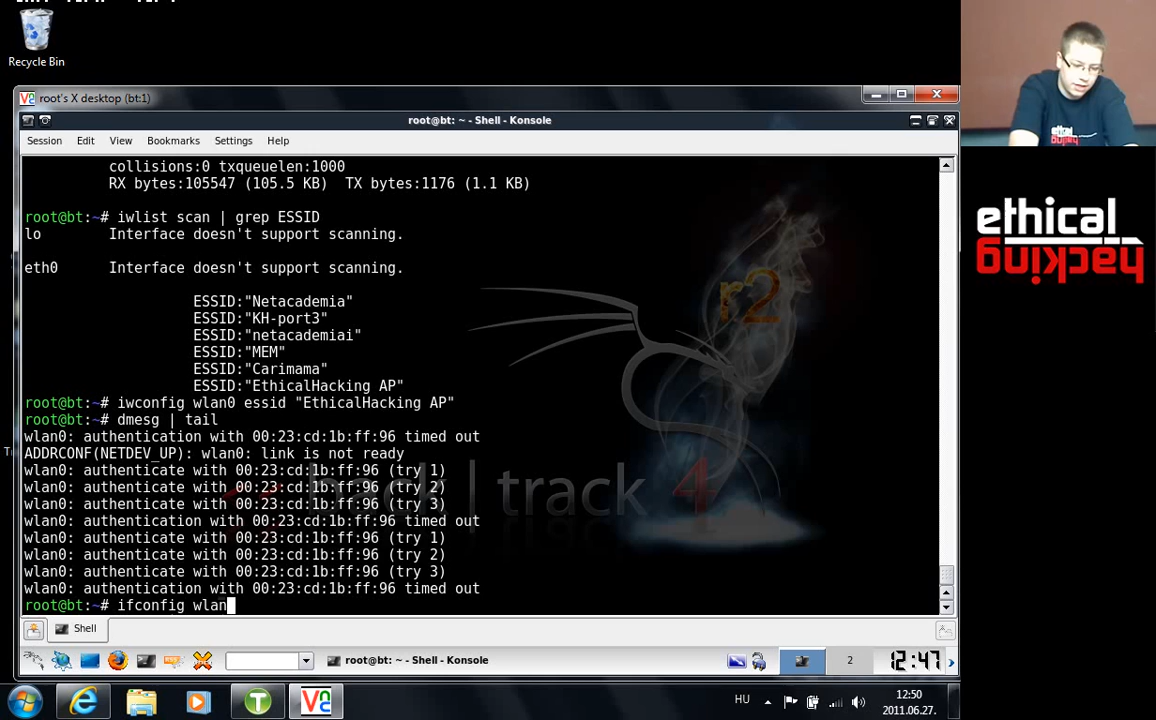 Recycle Bin
root's X desktop (bt:1)
root@bt: ~ - Shell - Konsole
Session Edit View Bookmarks Settings Help
collisions:0 txqueuelen:1000
RX bytes:105547 (105.5 KB)  TX bytes:1176 (1.1 KB)
root@bt:~# iwlist scan | grep ESSID
lo        Interface doesn't support scanning.
eth0      Interface doesn't support scanning.
ESSID:"Netacademia"
ESSID:"KH-port3"
ESSID:"netacademiai"
ESSID:"MEM"
ESSID:"Carimama"
ESSID:"EthicalHacking AP"
root@bt:~# iwconfig wlan0 essid "EthicalHacking AP"
root@bt:~# dmesg | tail
wlan0: authentication with 00:23:cd:1b:ff:96 timed out
ADDRCONF(NETDEV_UP): wlan0: link is not ready
wlan0: authenticate with 00:23:cd:1b:ff:96 (try 1)
wlan0: authenticate with 00:23:cd:1b:ff:96 (try 2)
wlan0: authenticate with 00:23:cd:1b:ff:96 (try 3)
wlan0: authentication with 00:23:cd:1b:ff:96 timed out
wlan0: authenticate with 00:23:cd:1b:ff:96 (try 1)
wlan0: authenticate with 00:23:cd:1b:ff:96 (try 2)
wlan0: authenticate with 00:23:cd:1b:ff:96 (try 3)
wlan0: authentication with 00:23:cd:1b:ff:96 timed out
root@bt:~# ifconfig wlan
r2
back | track 4
Shell
root@bt: ~ - Shell - Konsole
2
12:47
HU
12:50
2011.06.27.
ethical
hacking
ethical
hacking